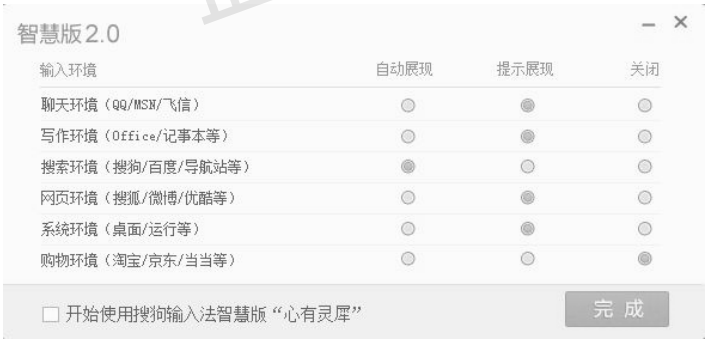 智慧版2.0
输入环境 自动展现 提示展现 关闭
聊天环境（QQ/MSN/飞信）
写作环境（Office/记事本等）
搜索环境（搜狗/百度/导航站等）
网页环境（搜狐/微博/优酷等）
系统环境（桌面/运行等）
购物环境（淘宝/京东/当当等）
开始使用搜狗输入法智慧版“心有灵犀”
完成